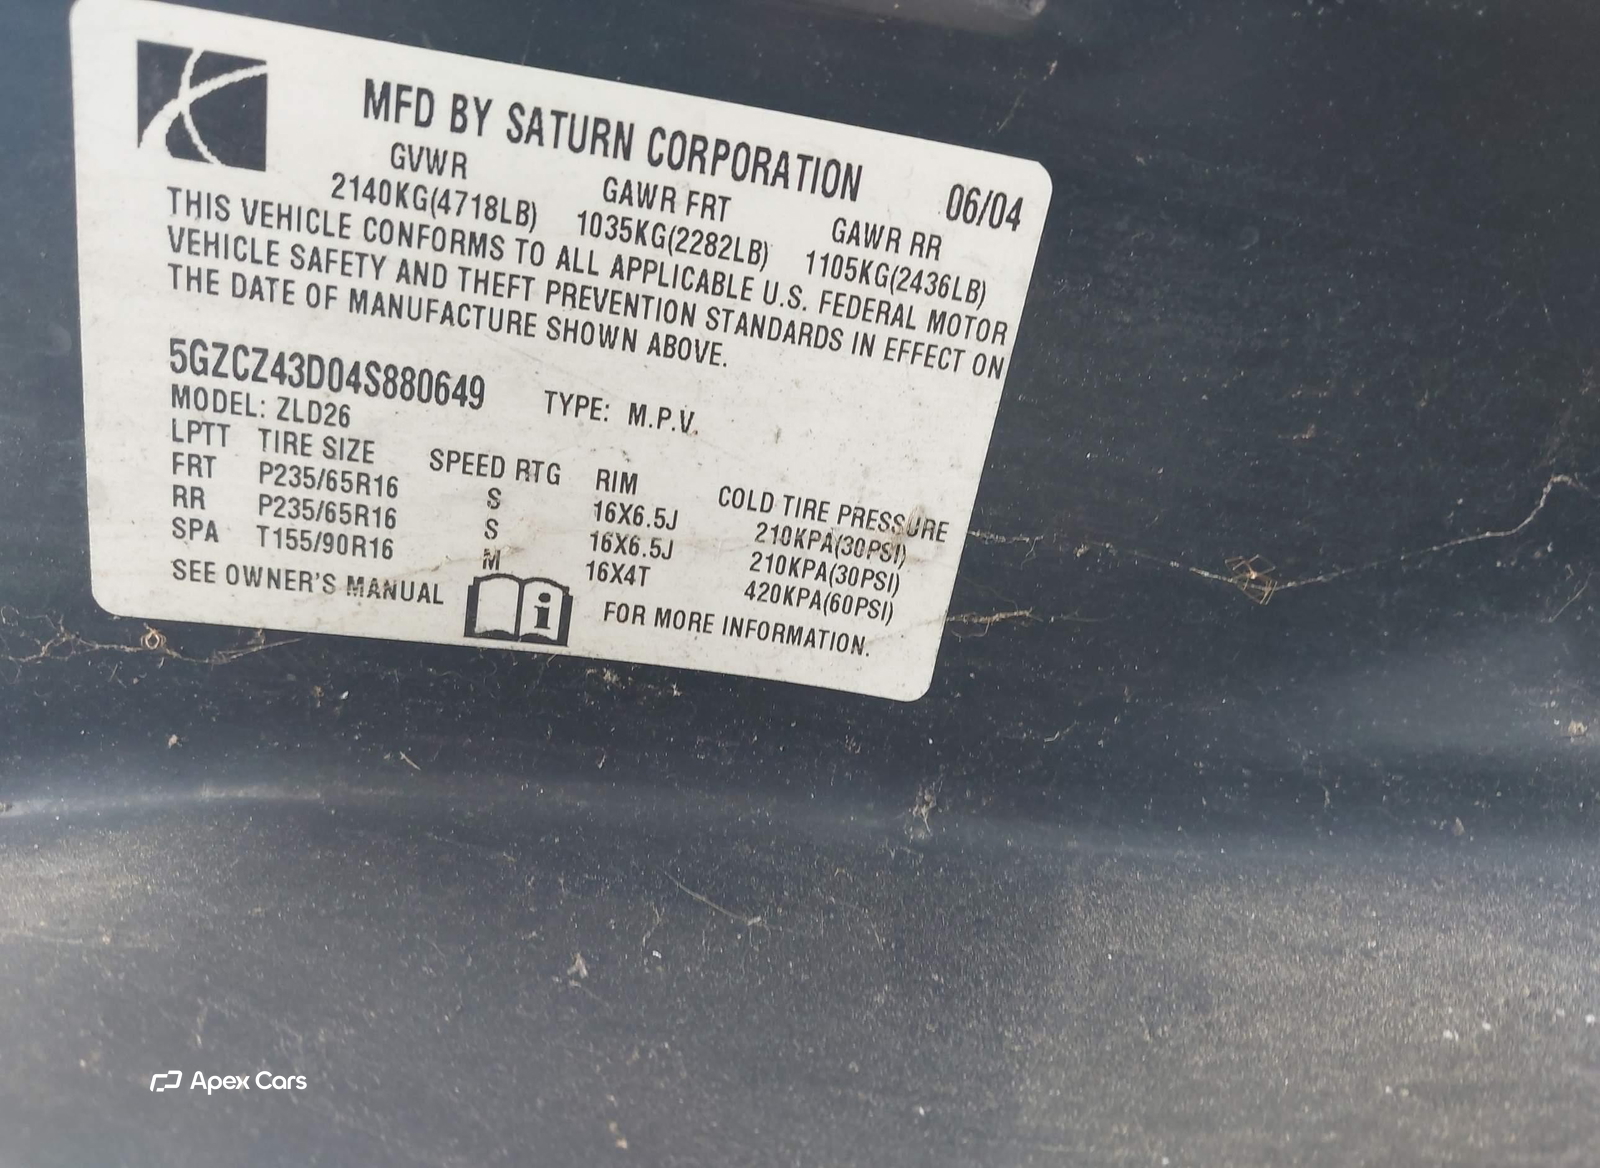 MFD BY SATURN CORPORATION 06/04
GVWR GAWR FRT GAWR RR
2140KG(4718LB) 1035KG(2282LB) 1105KG(2436LB)
THIS VEHICLE CONFORMS TO ALL APPLICABLE U.S. FEDERAL MOTOR
VEHICLE SAFETY AND THEFT PREVENTION STANDARDS IN EFFECT ON
THE DATE OF MANUFACTURE SHOWN ABOVE.
5GZCZ43D04S880649 TYPE: M.P.V.
MODEL: ZLD26
LPTT TIRE SIZE SPEED RTG RIM COLD TIRE PRESSURE
FRT P235/65R16 S 16X6.5J 210KPA(30PSI)
RR P235/65R16 S 16X6.5J 210KPA(30PSI)
SPA T155/90R16 M 16X4T 420KPA(60PSI)
SEE OWNER'S MANUAL i FOR MORE INFORMATION.
Apex Cars